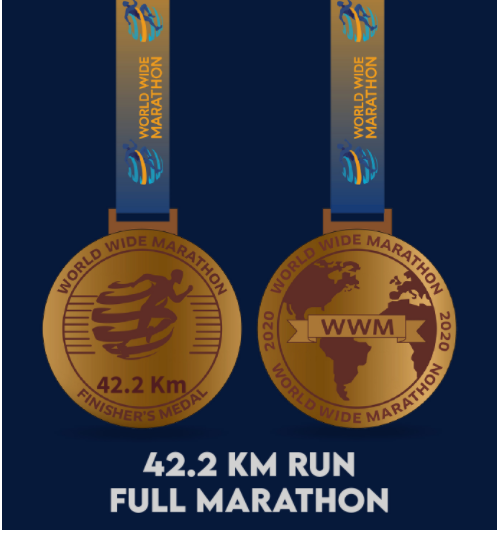 WORLD WIDE
MARATHON
WORLD WIDE
MARATHON
WORLD WIDE MARATHON
42.2 Km
FINISHER'S MEDAL
WORLD WIDE MARATHON
2020
WWM
2020
WORLD WIDE MARATHON
42.2 KM RUN
FULL MARATHON